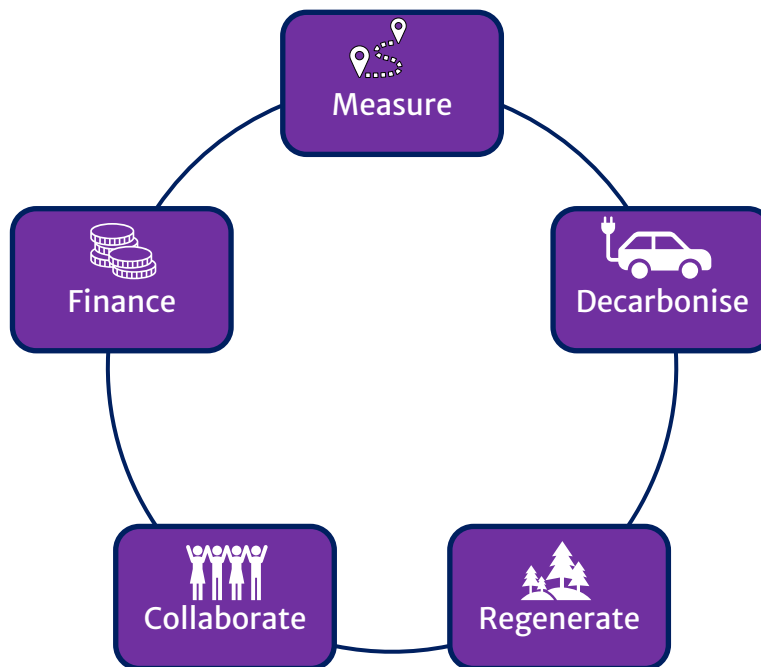 Measure
Finance
Decarbonise
Collaborate
Regenerate